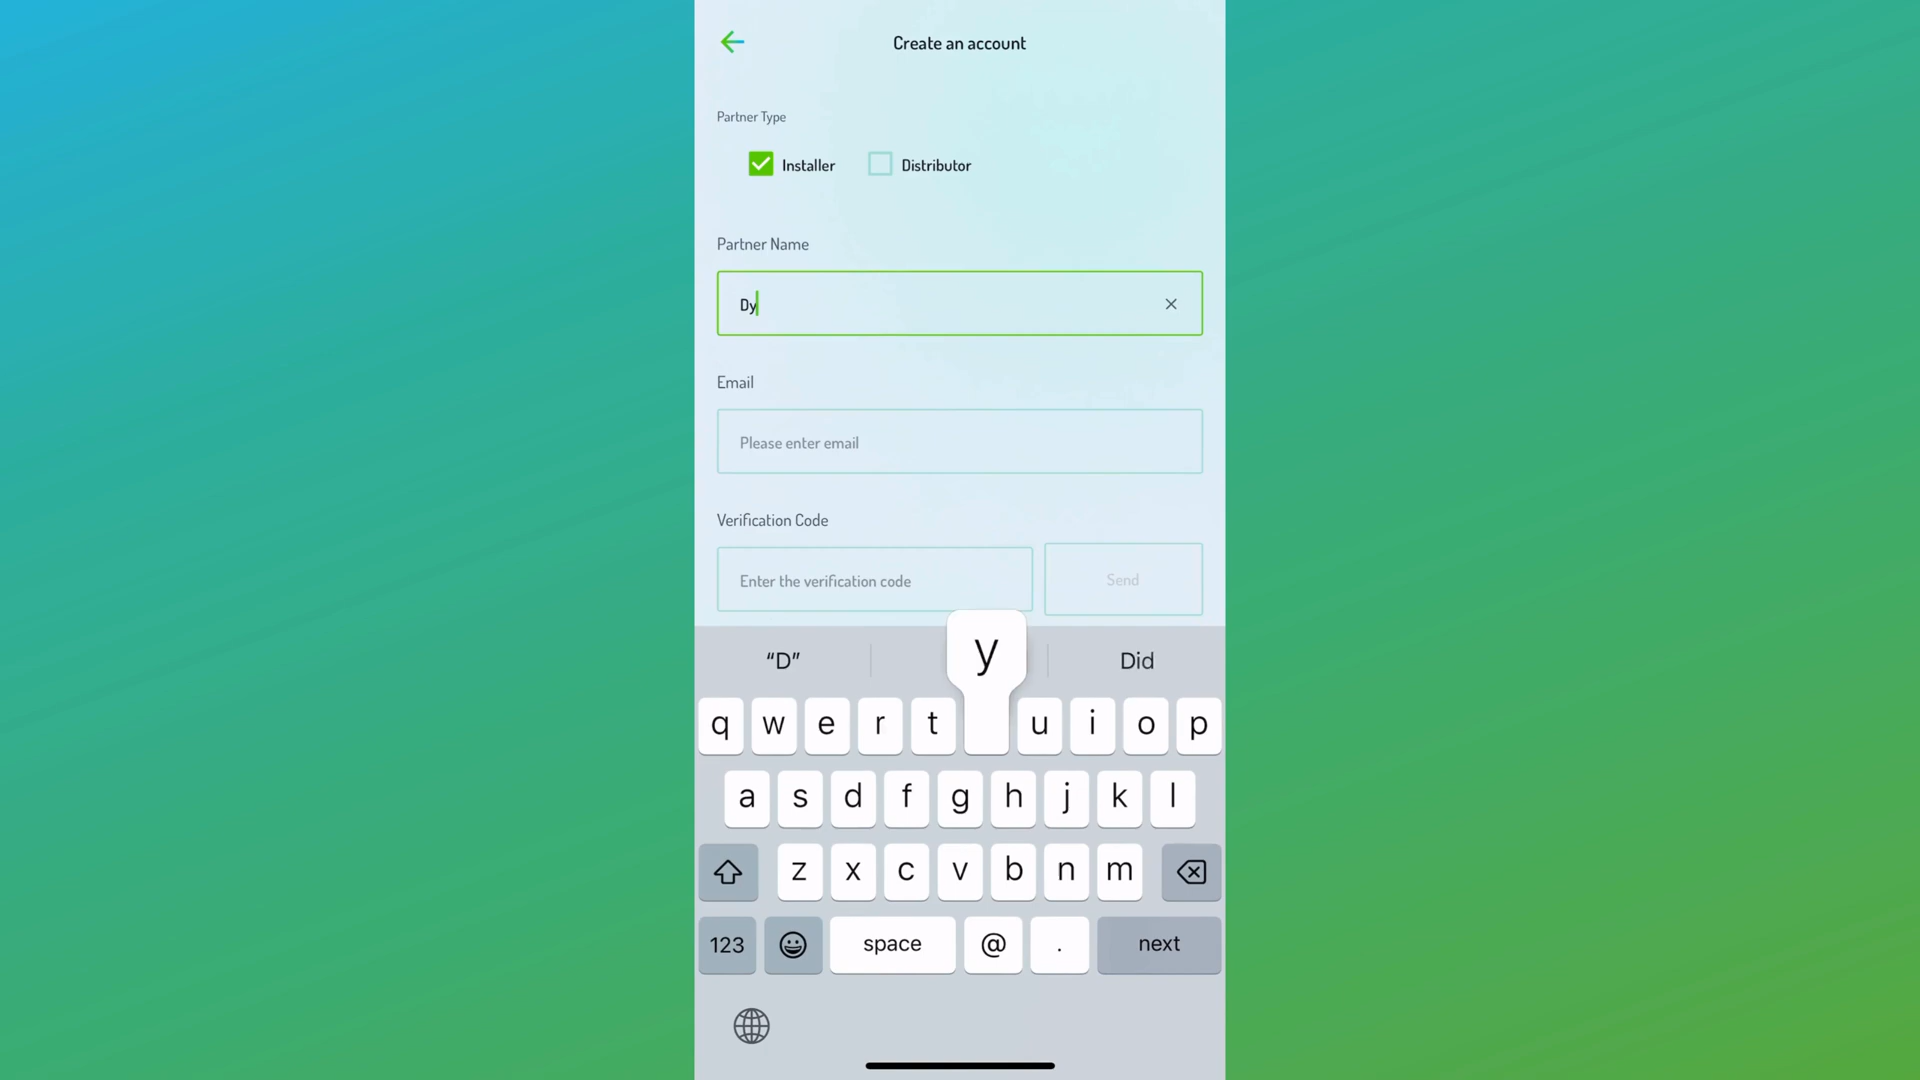 Create an account
Partner Type
Installer Distributor
Partner Name
Dy
Email
Please enter email
Verification Code
Enter the verification code Send
“D” y Did
q w e r t u i o p
a s d f g h j k l
z x c v b n m
123 space @ . next